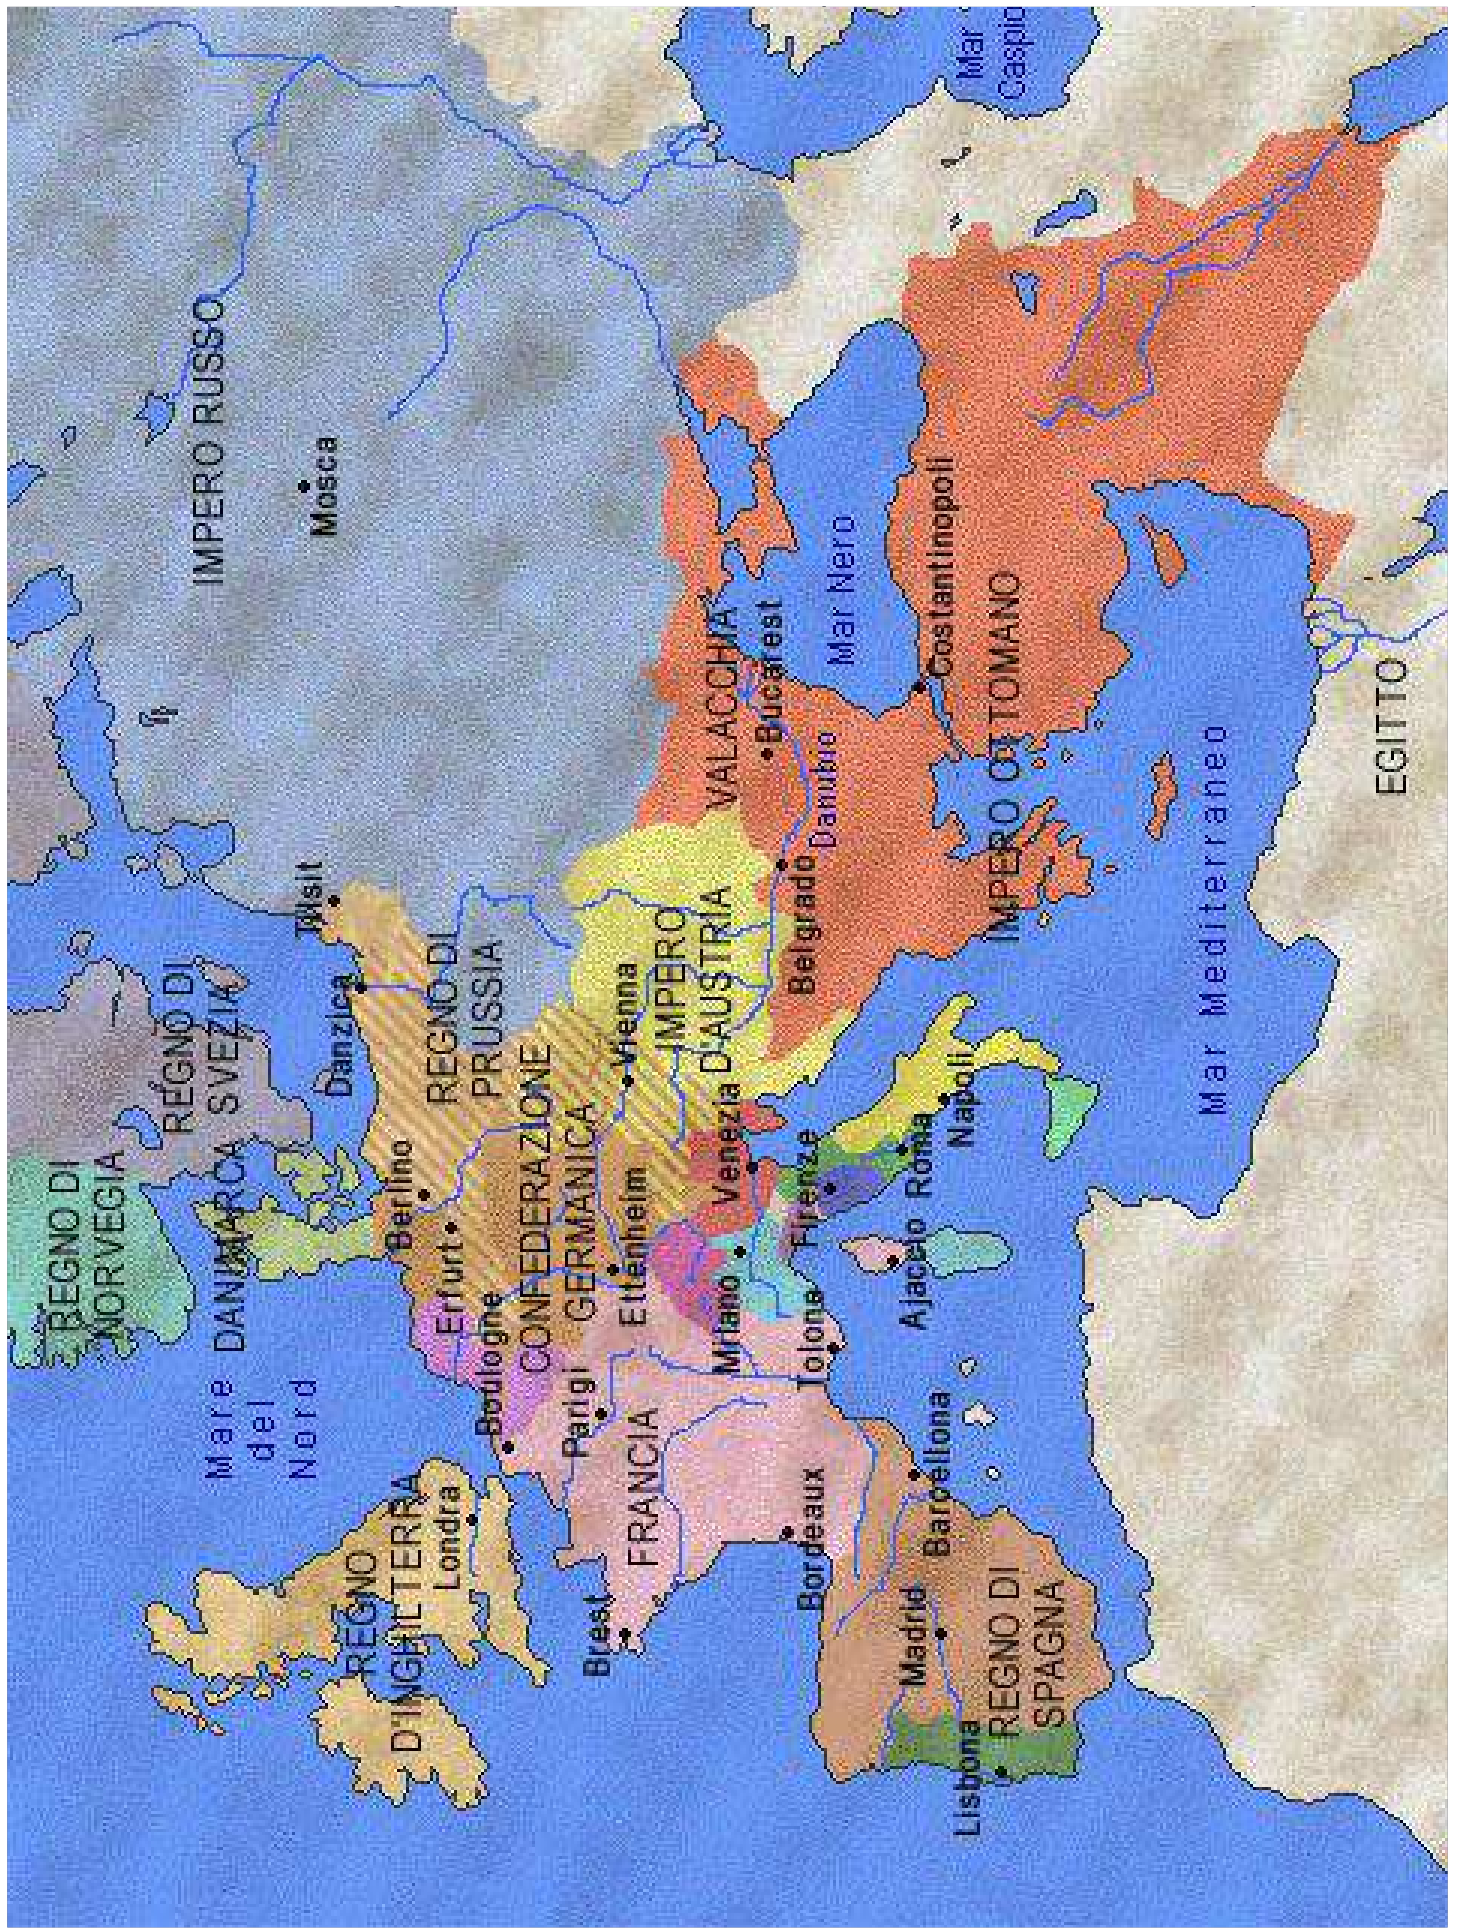 REGNO DI
NORVEGIA
REGNO DI
SVEZIA
IMPERO RUSSO
DANIMARCA
Mare
del
Nord
Mosca
Tilsit
Danzica
REGNO
D'INGHILTERRA
Londra
Berlino
Erfurt
REGNO DI
PRUSSIA
Boulogne
CONFEDERAZIONE
GERMANICA
Parigi
Brest
FRANCIA
Ettenheim
Vienna
IMPERO
D'AUSTRIA
VALACCHIA
Bucarest
Milano
Venezia
Belgrado
Danubio
Mar Nero
Bordeaux
Tolone
Firenze
Ajaccio
Roma
Napoli
Costantinopoli
Mar
Caspio
Madrid
Barcellona
Lisbona
REGNO DI
SPAGNA
IMPERO OTTOMANO
Mar Mediterraneo
EGITTO